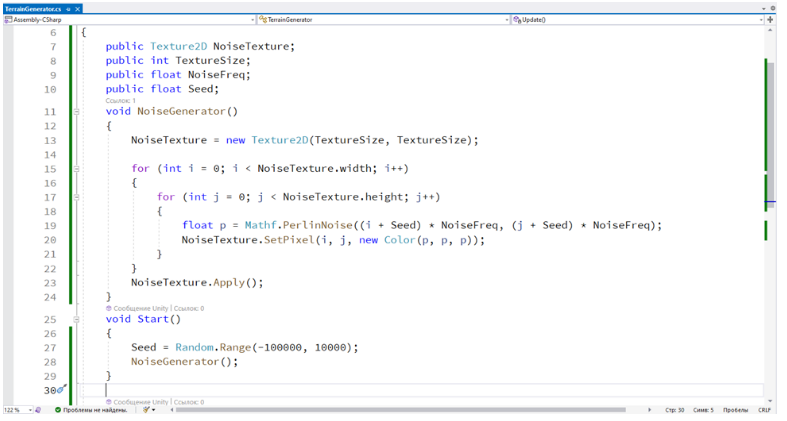 TerrainGenerator.cs
Assembly-CSharp TerrainGenerator Update()
6 {
7 public Texture2D NoiseTexture;
8 public int TextureSize;
9 public float NoiseFreq;
10 public float Seed;
Ссылок: 1
11 void NoiseGenerator()
12 {
13 NoiseTexture = new Texture2D(TextureSize, TextureSize);
14
15 for (int i = 0; i < NoiseTexture.width; i++)
16 {
17 for (int j = 0; j < NoiseTexture.height; j++)
18 {
19 float p = Mathf.PerlinNoise((i + Seed) * NoiseFreq, (j + Seed) * NoiseFreq);
20 NoiseTexture.SetPixel(i, j, new Color(p, p, p));
21 }
22 }
23 NoiseTexture.Apply();
24 }
Сообщение Unity | Ссылок: 0
25 void Start()
26 {
27 Seed = Random.Range(-100000, 10000);
28 NoiseGenerator();
29 }
30
Сообщение Unity | Ссылок: 0
122 % Проблемы не найдены. Стр: 30 Симв: 5 Пробелы CRLF